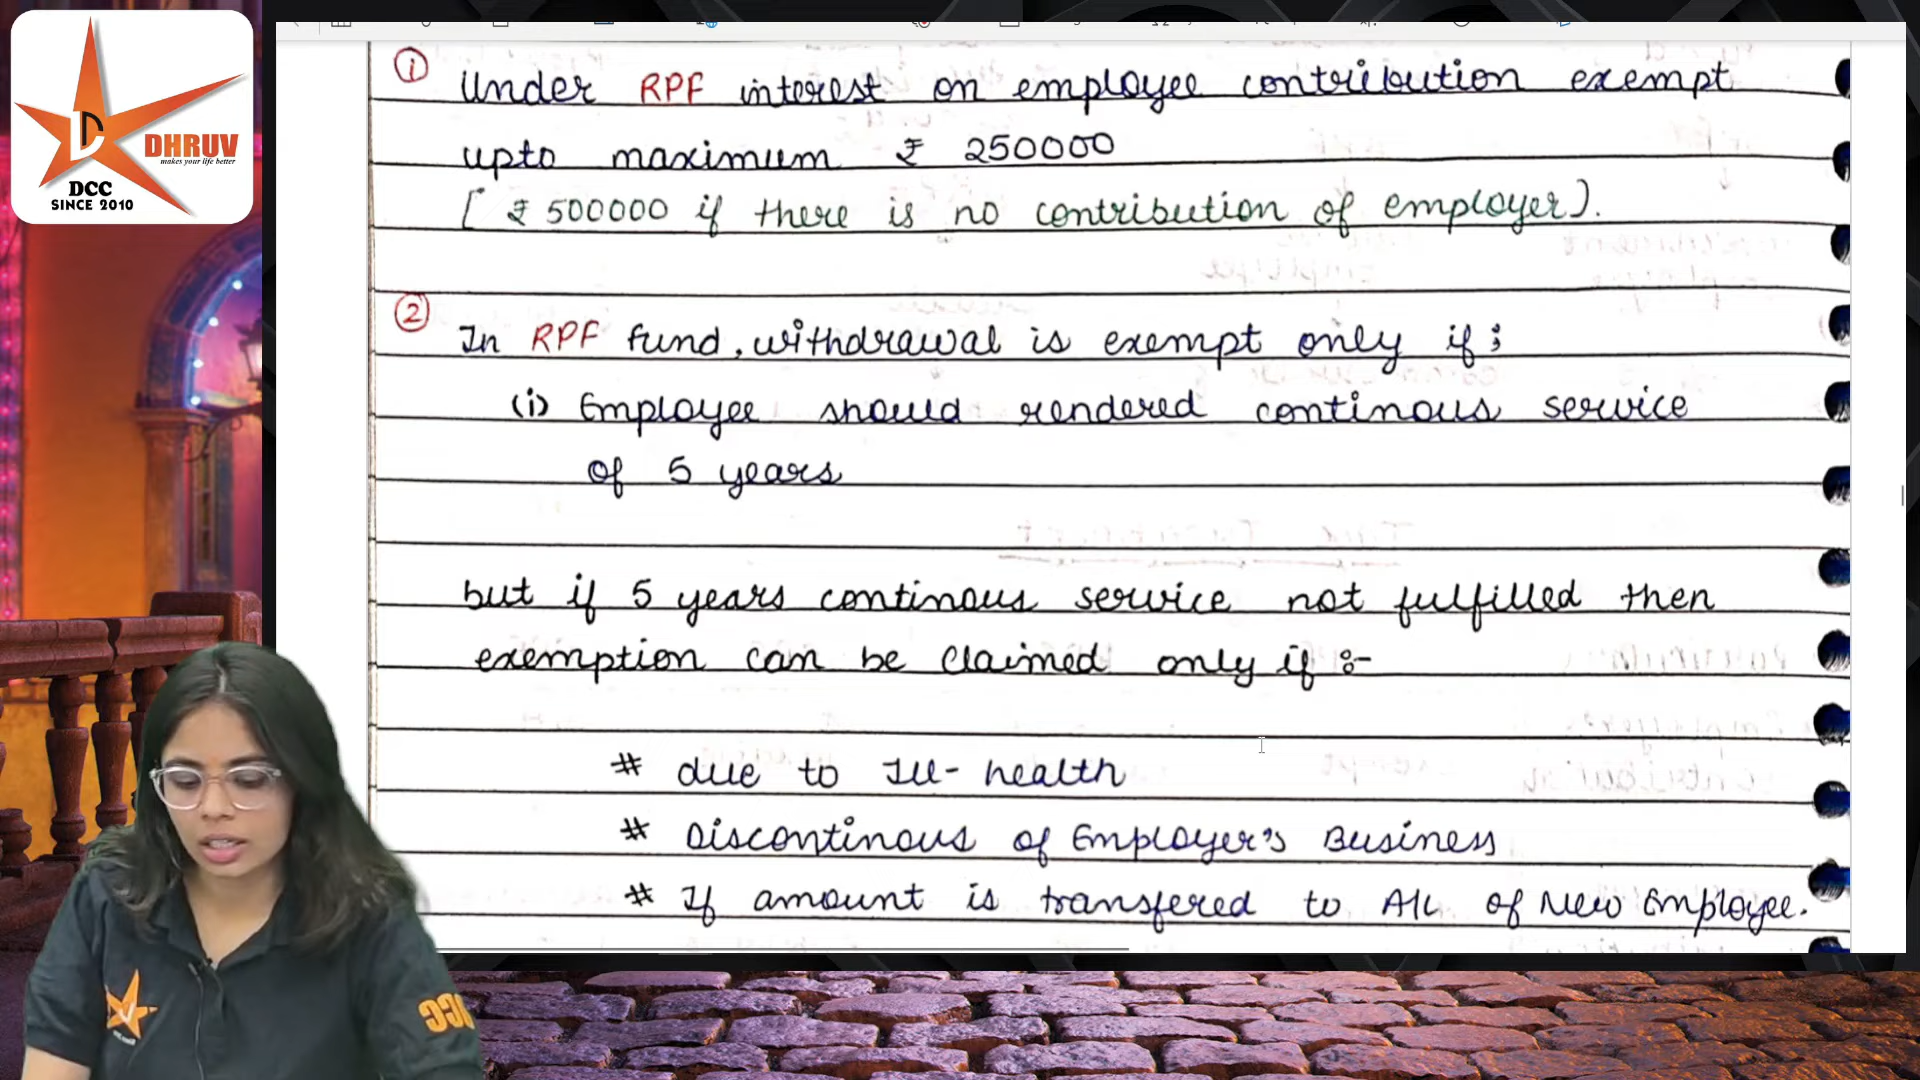 DHRUV
makes your life better
DCC
SINCE 2010
① Under RPF interest on employee contribution exempt
upto maximum ₹ 250000
[ ₹ 500000 if there is no contribution of employer).
② In RPF fund, withdrawal is exempt only if ;
(i) Employee should rendered continous service
of 5 years
but if 5 years continous service not fulfilled then
exemption can be claimed only if :-
# due to Ill-health
# Discontinous of Employer's Business
# If amount is transfered to A/c of New Employee.
DCC